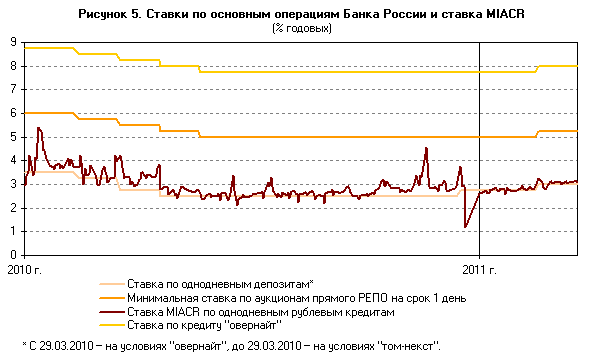 Рисунок 5. Ставки по основным операциям Банка России и ставка MIACR
(% годовых)
9
8
7
6
5
4
3
2
1
0
2010 г.
2011 г.
Ставка по однодневным депозитам*
Минимальная ставка по аукционам прямого РЕПО на срок 1 день
Ставка MIACR по однодневным рублевым кредитам
Ставка по кредиту "овернайт"
* С 29.03.2010 – на условиях "овернайт", до 29.03.2010 – на условиях "том-некст".